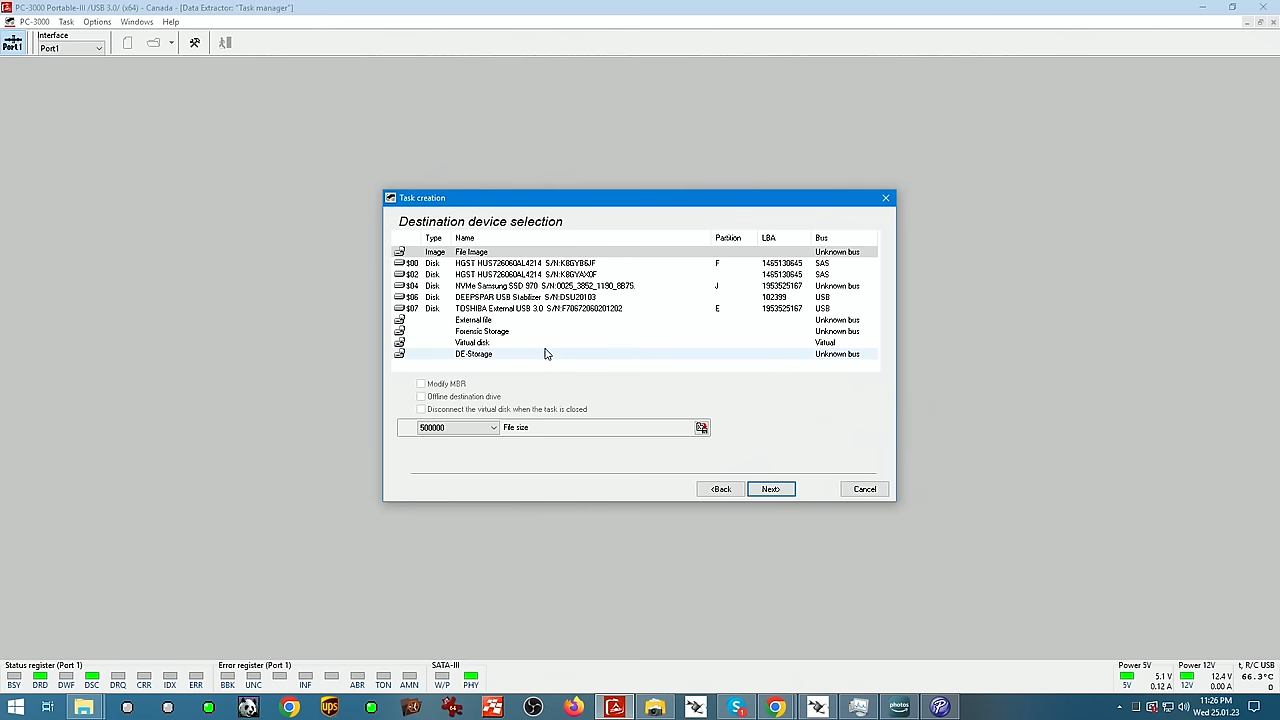 PC-3000 Portable-III /USB 3.0/ (x64) - Canada - [Data Extractor: "Task manager"]
PC-3000 Task Options Windows Help
Port1 Interface
Port1
Task creation
Destination device selection
Type Name Partition LBA Bus
Image File Image Unknown bus
$00 Disk HGST HUS726060AL4214 S/N:K8GYB6JF F 1465130645 SAS
$02 Disk HGST HUS726060AL4214 S/N:K8GYAX0F 1465130645 SAS
$04 Disk NVMe Samsung SSD 970 S/N:0025_3852_1190_8B75. J 1953525167 Unknown bus
$06 Disk DEEPSPAR USB Stabilizer S/N:DSU20103 102399 USB
$07 Disk TOSHIBA External USB 3.0 S/N:F70672060201202 E 1953525167 USB
External file Unknown bus
Forensic Storage Unknown bus
Virtual disk Virtual
DE-Storage Unknown bus
Modify MBR
Offline destination drive
Disconnect the virtual disk when the task is closed
500000 File size
<Back Next> Cancel
Status register (Port 1) Error register (Port 1) SATA-III Power 5V Power 12V t, R/C USB
5.1 V 12.4 V 66.3°C
BSY DRD DWF DSC DRQ CRR IDX ERR BBK UNC INF ABR TON AMN W/P PHY 5V 0.12 A 12V 0.00 A 0
ups photos
11:26 PM
Wed 25.01.23